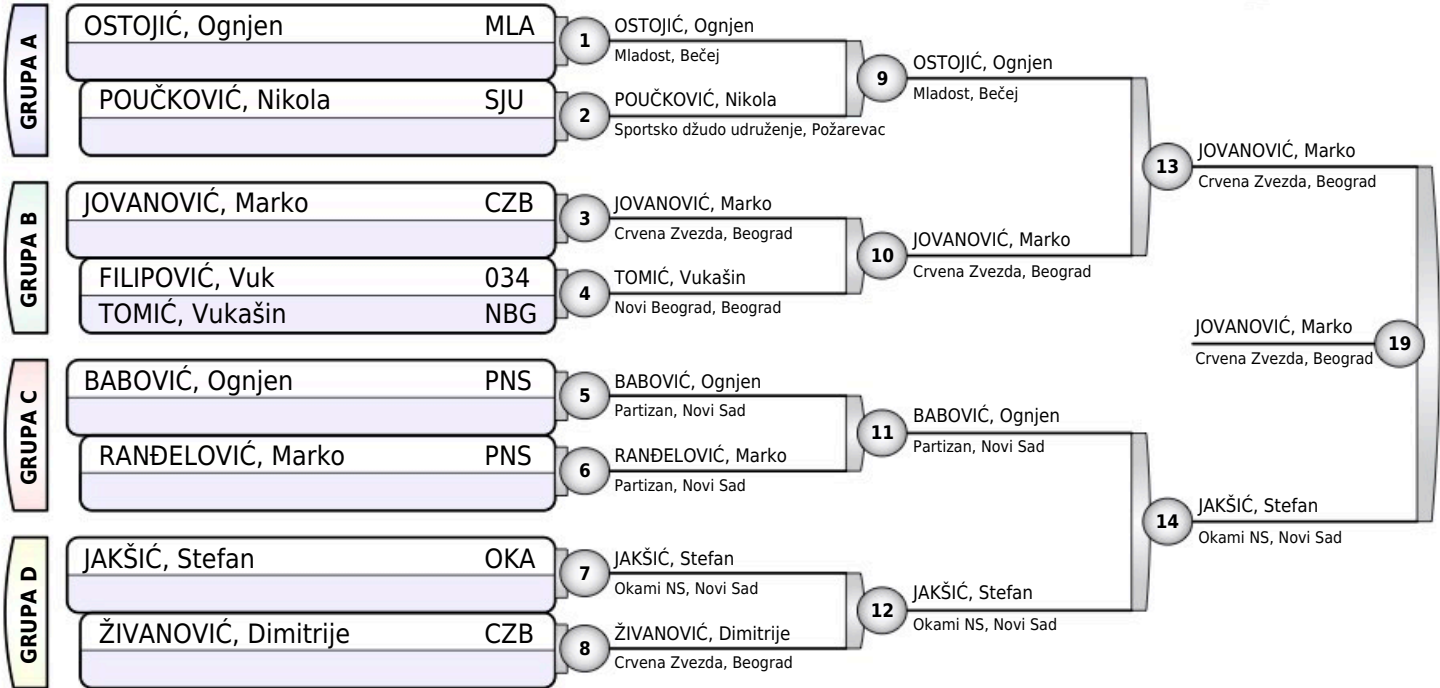 GRUPA A
OSTOJIĆ, Ognjen MLA
POUČKOVIĆ, Nikola SJU
GRUPA B
JOVANOVIĆ, Marko CZB
FILIPOVIĆ, Vuk 034
TOMIĆ, Vukašin NBG
GRUPA C
BABOVIĆ, Ognjen PNS
RANĐELOVIĆ, Marko PNS
GRUPA D
JAKŠIĆ, Stefan OKA
ŽIVANOVIĆ, Dimitrije CZB
1
OSTOJIĆ, Ognjen
Mladost, Bečej
2
POUČKOVIĆ, Nikola
Sportsko džudo udruženje, Požarevac
3
JOVANOVIĆ, Marko
Crvena Zvezda, Beograd
4
TOMIĆ, Vukašin
Novi Beograd, Beograd
5
BABOVIĆ, Ognjen
Partizan, Novi Sad
6
RANĐELOVIĆ, Marko
Partizan, Novi Sad
7
JAKŠIĆ, Stefan
Okami NS, Novi Sad
8
ŽIVANOVIĆ, Dimitrije
Crvena Zvezda, Beograd
9
OSTOJIĆ, Ognjen
Mladost, Bečej
10
JOVANOVIĆ, Marko
Crvena Zvezda, Beograd
11
BABOVIĆ, Ognjen
Partizan, Novi Sad
12
JAKŠIĆ, Stefan
Okami NS, Novi Sad
13
JOVANOVIĆ, Marko
Crvena Zvezda, Beograd
14
JAKŠIĆ, Stefan
Okami NS, Novi Sad
JOVANOVIĆ, Marko
Crvena Zvezda, Beograd
19